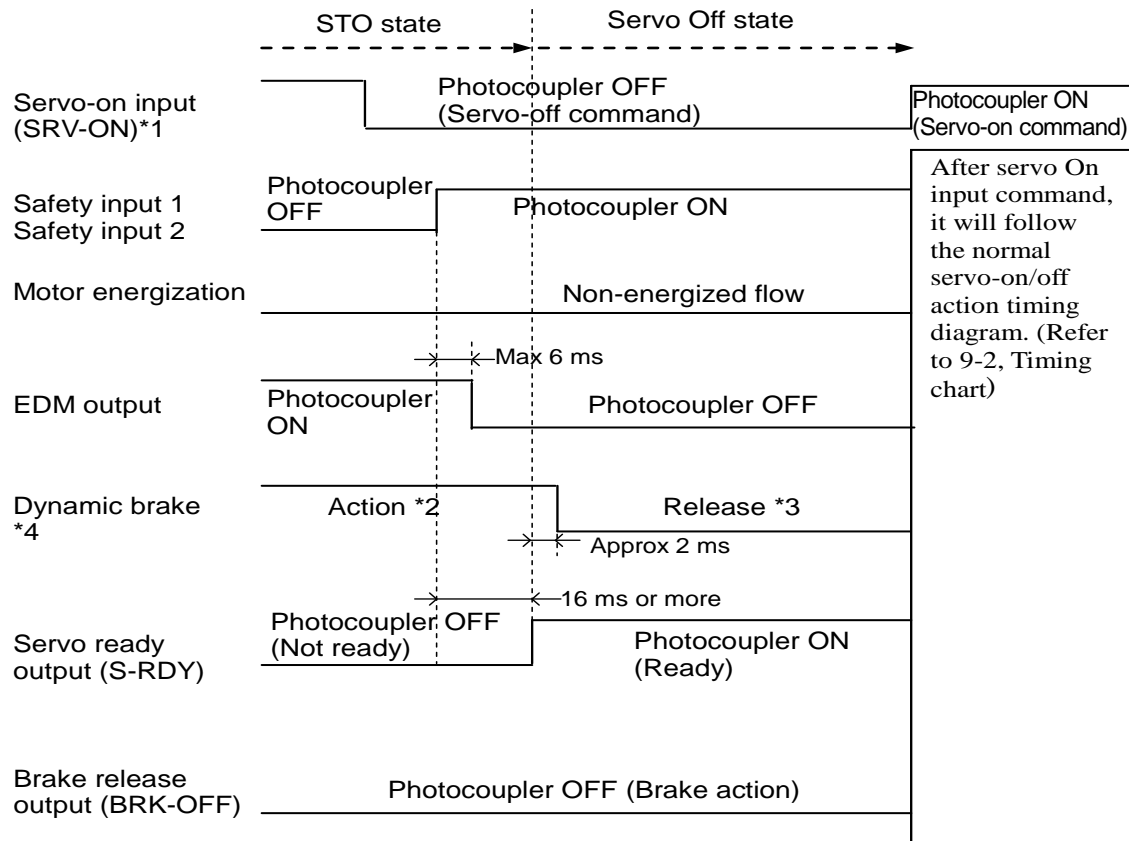 STO state
Servo Off state
Servo-on input
(SRV-ON)*1
Photocoupler OFF
(Servo-off command)
Photocoupler ON
(Servo-on command)
Safety input 1
Safety input 2
Photocoupler
OFF
Photocoupler ON
After servo On
input command,
it will follow
the normal
servo-on/off
action timing
diagram. (Refer
to 9-2, Timing
chart)
Motor energization
Non-energized flow
Max 6 ms
EDM output
Photocoupler
ON
Photocoupler OFF
Dynamic brake
*4
Action *2
Release *3
Approx 2 ms
16 ms or more
Servo ready
output (S-RDY)
Photocoupler OFF
(Not ready)
Photocoupler ON
(Ready)
Brake release
output (BRK-OFF)
Photocoupler OFF (Brake action)